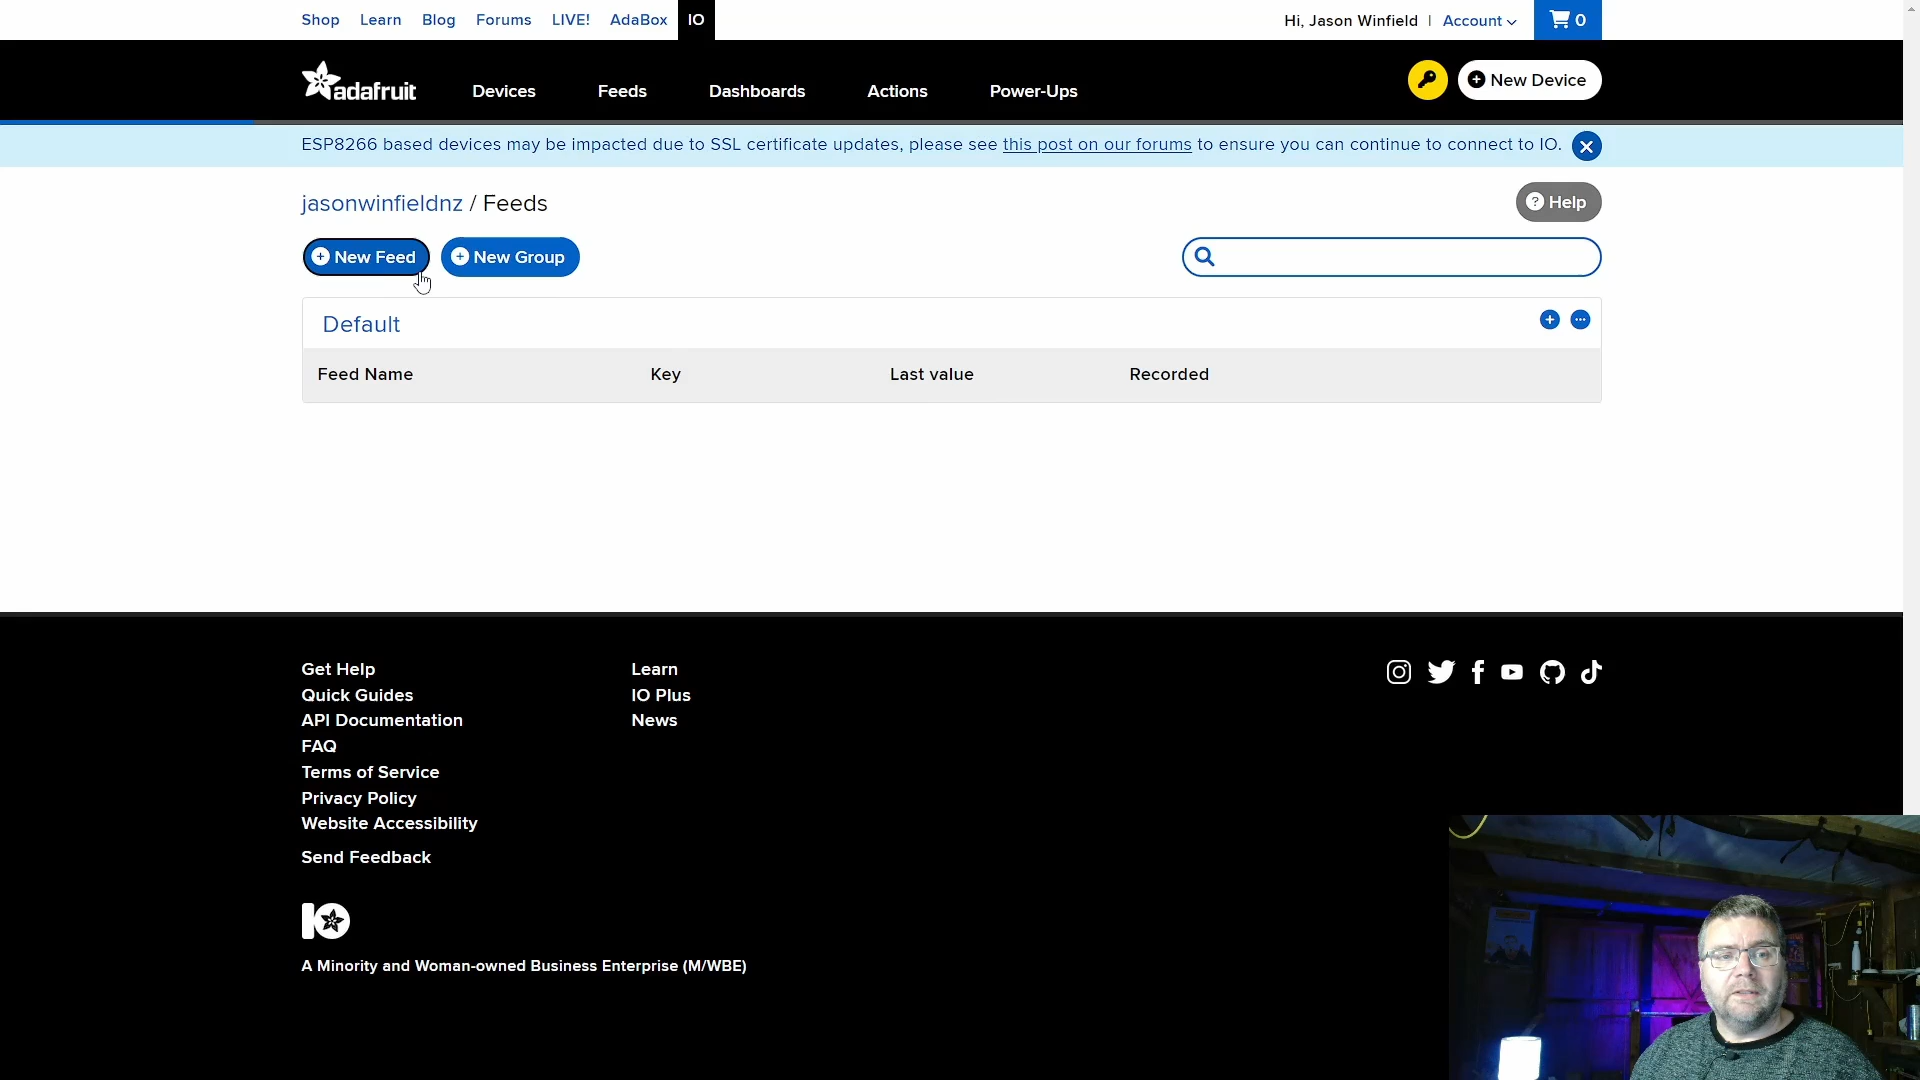 Shop Learn Blog Forums LIVE! AdaBox IO Hi, Jason Winfield | Account 0
adafruit Devices Feeds Dashboards Actions Power-Ups New Device
ESP8266 based devices may be impacted due to SSL certificate updates, please see this post on our forums to ensure you can continue to connect to IO.
jasonwinfieldnz / Feeds ? Help
New Feed New Group
Default
Feed Name Key Last value Recorded
Get Help Learn
Quick Guides IO Plus
API Documentation News
FAQ
Terms of Service
Privacy Policy
Website Accessibility
Send Feedback
IO
A Minority and Woman-owned Business Enterprise (M/WBE)